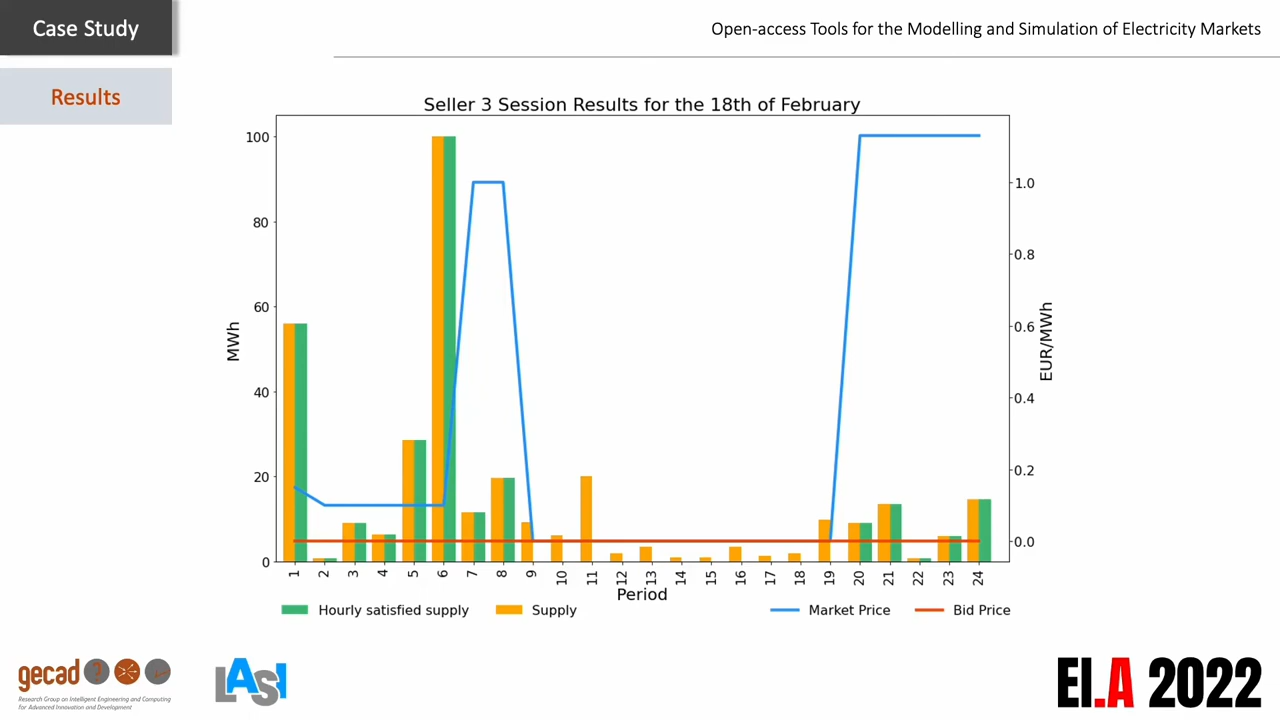 Case Study
Open-access Tools for the Modelling and Simulation of Electricity Markets
Results
Seller 3 Session Results for the 18th of February
100
80
60
40
20
0
MWh
1.0
0.8
0.6
0.4
0.2
0.0
EUR/MWh
1 2 3 4 5 6 7 8 9 10 11 12 13 14 15 16 17 18 19 20 21 22 23 24
Period
Hourly satisfied supply Supply Market Price Bid Price
gecad
Research Group on Intelligent Engineering and Computing
for Advanced Innovation and Development
LASI
EI.A 2022